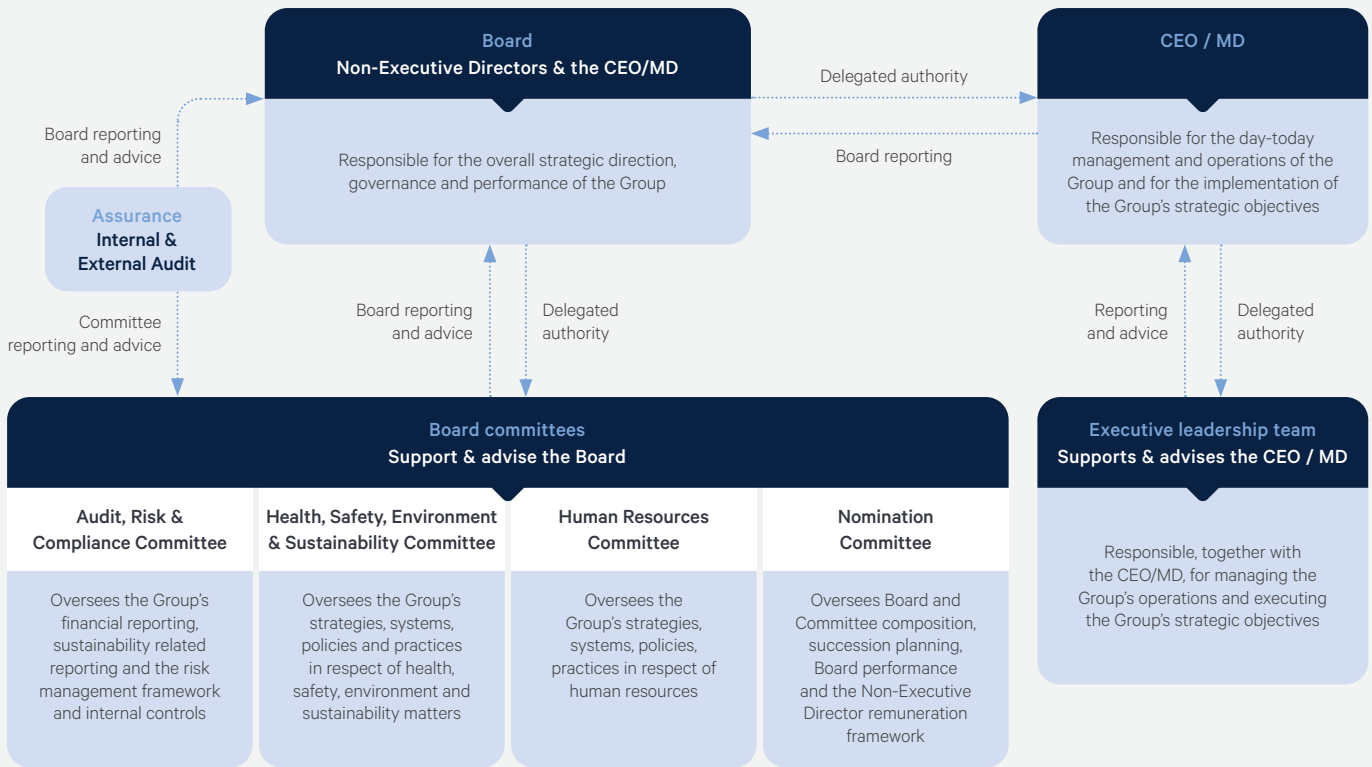 Board
Non-Executive Directors & the CEO/MD
Responsible for the overall strategic direction,
governance and performance of the Group
Delegated authority
Board reporting
CEO / MD
Responsible for the day-today
management and operations of the
Group and for the implementation of
the Group's strategic objectives
Board reporting
and advice
Assurance
Internal &
External Audit
Committee
reporting and advice
Board reporting
and advice
Delegated
authority
Reporting
and advice
Delegated
authority
Board committees
Support & advise the Board
Audit, Risk &
Compliance Committee
Oversees the Group's
financial reporting,
sustainability related
reporting and the risk
management framework
and internal controls
Health, Safety, Environment
& Sustainability Committee
Oversees the Group's
strategies, systems,
policies and practices
in respect of health,
safety, environment and
sustainability matters
Human Resources
Committee
Oversees the
Group's strategies,
systems, policies,
practices in respect of
human resources
Nomination
Committee
Oversees Board and
Committee composition,
succession planning,
Board performance
and the Non-Executive
Director remuneration
framework
Executive leadership team
Supports & advises the CEO / MD
Responsible, together with
the CEO/MD, for managing the
Group's operations and executing
the Group's strategic objectives